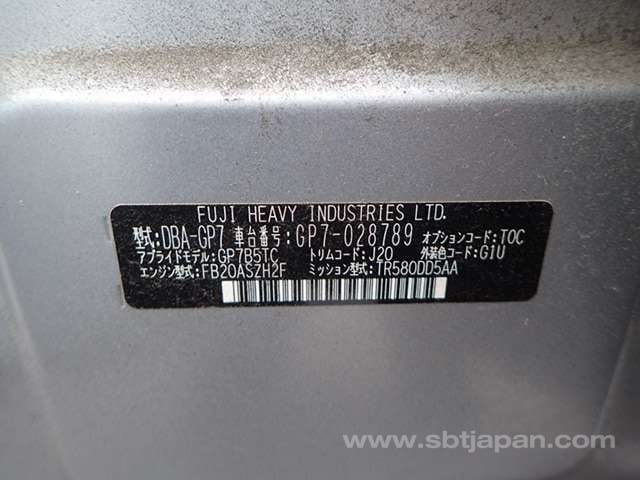 FUJI HEAVY INDUSTRIES LTD.
型式:DBA-GP7 車台番号:GP7-028789 オプションコード:TOC
アプライドモデル:GP7B5TC トリムコード:J20 外装色コード:G1U
エンジン型式:FB20ASZH2F ミッション型式:TR580DD5AA
www.sbtjapan.com